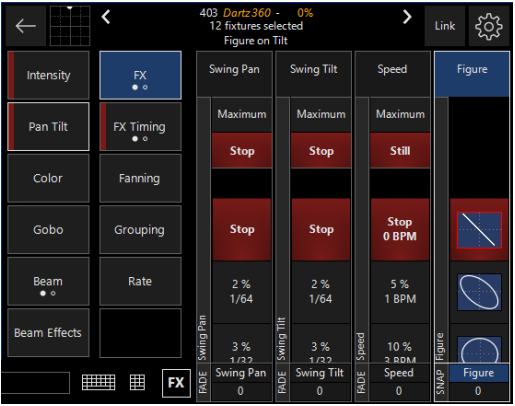 403 Dartz360 - 0%
12 fixtures selected
Figure on
Tilt
Link
Intensity
Pan Tilt
Color
Gobo
Beam
Beam Effects
FX
FX Timing
Fanning
Grouping
Rate
FX
Swing Pan
Maximum
Stop
Stop
2 %
1/64
3 %
1/32
Swing Pan
FADE
Swing Pan
0
Swing Tilt
Maximum
Stop
Stop
2 %
1/64
3 %
1/32
Swing Tilt
FADE
Swing Tilt
0
Speed
Maximum
Still
Stop
0 BPM
5 %
1 BPM
10 %
3 BPM
Speed
FADE
Speed
0
Figure
Figure
SNAP
Figure
0